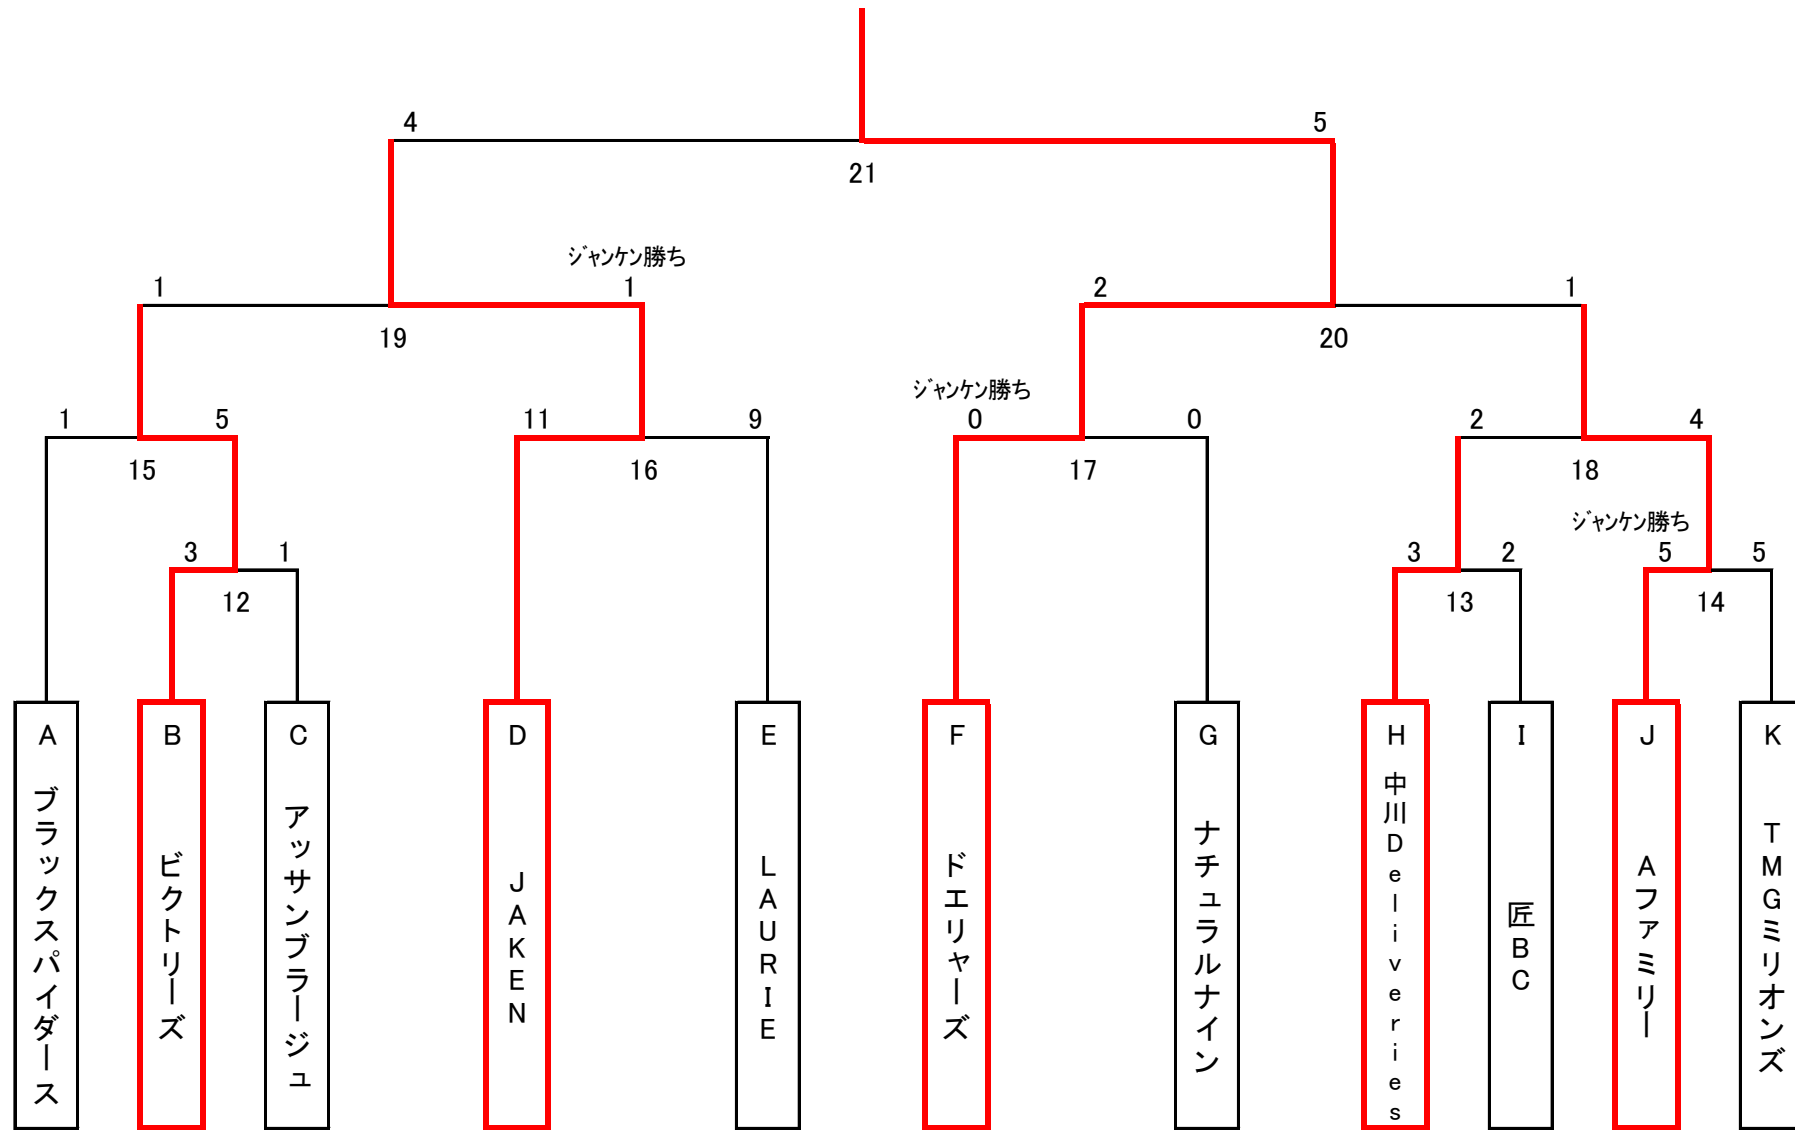 4 5
21
ジャンケン勝ち
1 1 2 1
19 20
ジャンケン勝ち
1 5 11 9 0 0 2 4
15 16 17 18
ジャンケン勝ち
3 1 3 2 5 5
12 13 14
A ブラックスパイダース
B ビクトリーズ
C アッサンブラージュ
D JAKEN
E LAURIE
F ドエリャーズ
G ナチュラルナイン
H 中川Deliveries
I 匠BC
J Aファミリー
K TMGミリオンズ